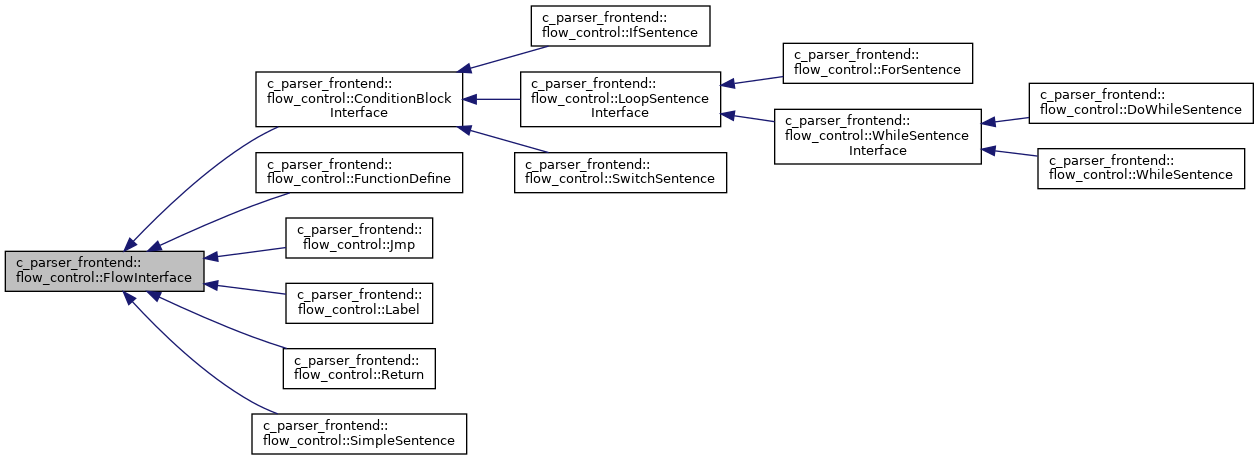 c_parser_frontend::
flow_control::IfSentence
c_parser_frontend::
flow_control::ConditionBlock
Interface
c_parser_frontend::
flow_control::LoopSentence
Interface
c_parser_frontend::
flow_control::ForSentence
c_parser_frontend::
flow_control::WhileSentence
Interface
c_parser_frontend::
flow_control::DoWhileSentence
c_parser_frontend::
flow_control::WhileSentence
c_parser_frontend::
flow_control::SwitchSentence
c_parser_frontend::
flow_control::FunctionDefine
c_parser_frontend::
flow_control::Jmp
c_parser_frontend::
flow_control::FlowInterface
c_parser_frontend::
flow_control::Label
c_parser_frontend::
flow_control::Return
c_parser_frontend::
flow_control::SimpleSentence